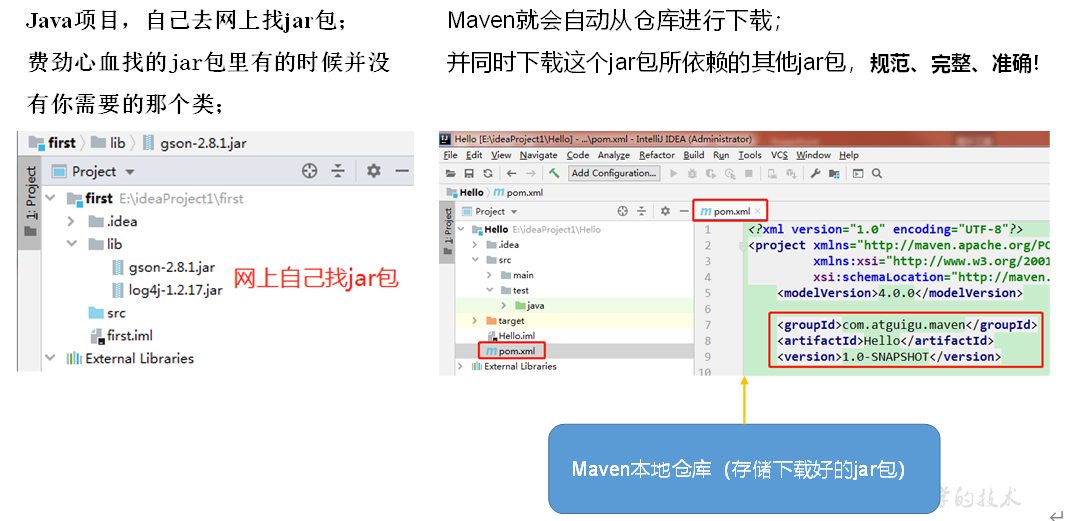 Java项目，自己去网上找jar包；
费劲心血找的jar包里有的时候并没
有你需要的那个类；
Maven就会自动从仓库进行下载；
并同时下载这个jar包所依赖的其他jar包，规范、完整、准确!
first 〉 lib 〉 gson-2.8.1.jar
1: Project
Project
first E:\ideaProject1\first
.idea
lib
gson-2.8.1.jar
log4j-1.2.17.jar
src
first.iml
External Libraries
网上自己找jar包
Hello [E:\ideaProject1\Hello] - ...\pom.xml - IntelliJ IDEA (Administrator)
File Edit View Navigate Code Analyze Refactor Build Run Tools VCS Window Help
Add Configuration...
Hello 〉 m pom.xml
1: Project
Project
Hello E:\ideaProject1\Hello
.idea
src
main
test
java
target
Hello.iml
m pom.xml
External Libraries
m pom.xml ×
1 <?xml version="1.0" encoding="UTF-8"?>
2 <project xmlns="http://maven.apache.org/PO
3 xmlns:xsi="http://www.w3.org/2001
4 xsi:schemaLocation="http://maven.
5 <modelVersion>4.0.0</modelVersion>
6
7 <groupId>com.atguigu.maven</groupId>
8 <artifactId>Hello</artifactId>
9 <version>1.0-SNAPSHOT</version>
10
Maven本地仓库（存储下载好的jar包）
学的技术